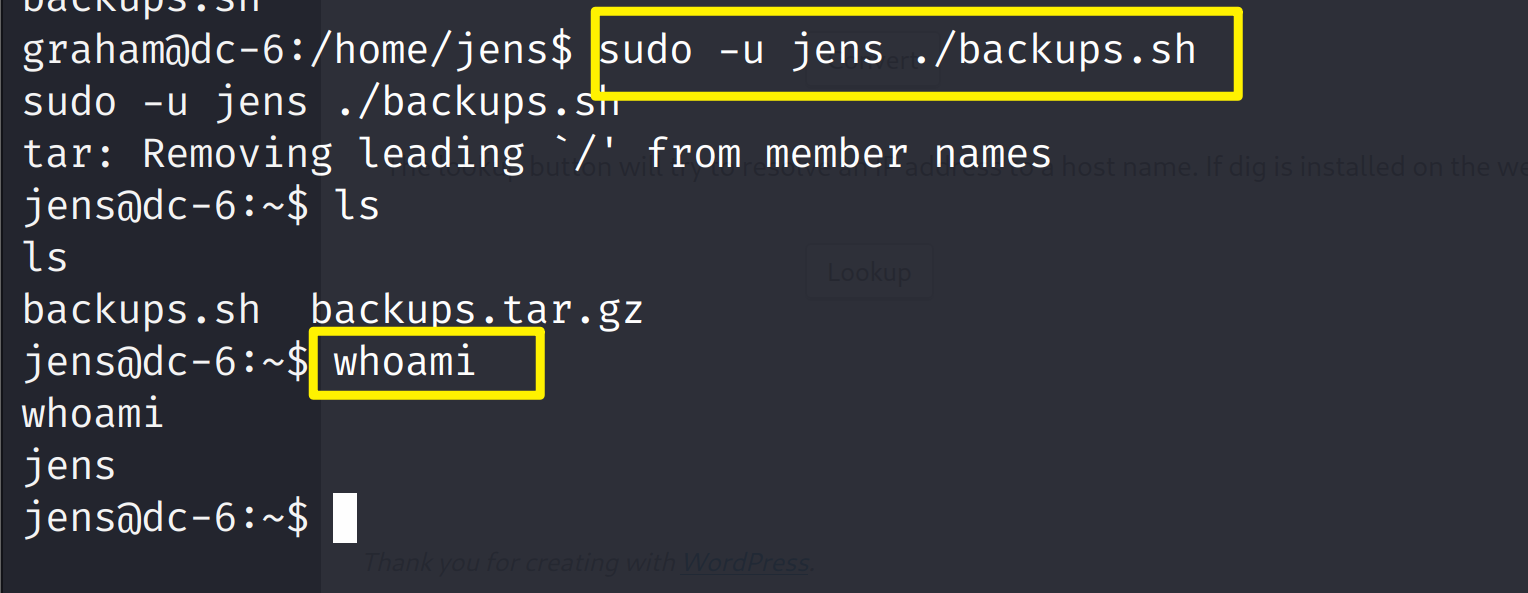 backups.sh
graham@dc-6:/home/jens$ sudo -u jens ./backups.sh
sudo -u jens ./backups.sh
tar: Removing leading `/' from member names
The lookup button will try to resolve an IP address to a host name. If dig is installed on the we
jens@dc-6:~$ ls
ls
Lookup
backups.sh  backups.tar.gz
jens@dc-6:~$ whoami
whoami
jens
jens@dc-6:~$
Thank you for creating with WordPress.